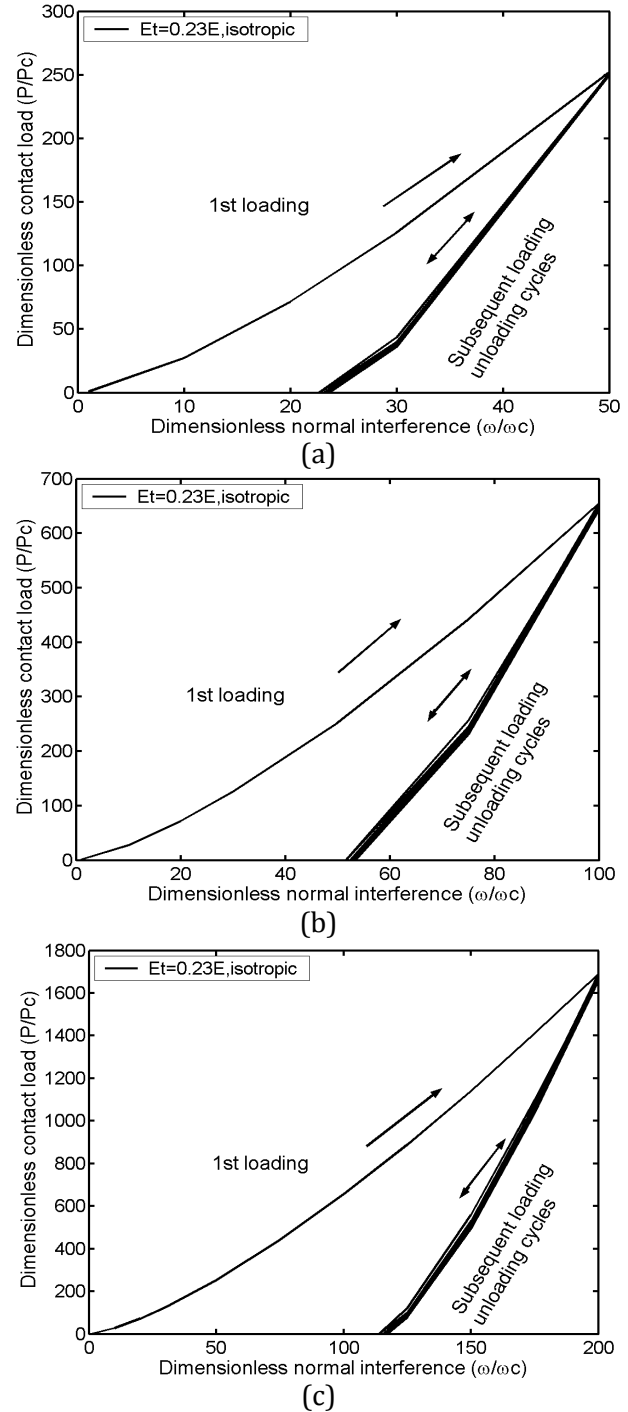 300
Et=0.23E,isotropic
250
200
150
100
50
0
Dimensionless contact load (P/Pc)
1st loading
Subsequent loading
unloading cycles
0 10 20 30 40 50
Dimensionless normal interference (ω/ωc)
(a)
700
Et=0.23E,isotropic
600
500
400
300
200
100
0
Dimensionless contact load (P/Pc)
1st loading
Subsequent loading
unloading cycles
0 20 40 60 80 100
Dimensionless normal interference (ω/ωc)
(b)
1800
Et=0.23E,isotropic
1600
1400
1200
1000
800
600
400
200
0
Dimensionless contact load (P/Pc)
1st loading
Subsequent loading
unloading cycles
0 50 100 150 200
Dimensionless normal interference (ω/ωc)
(c)